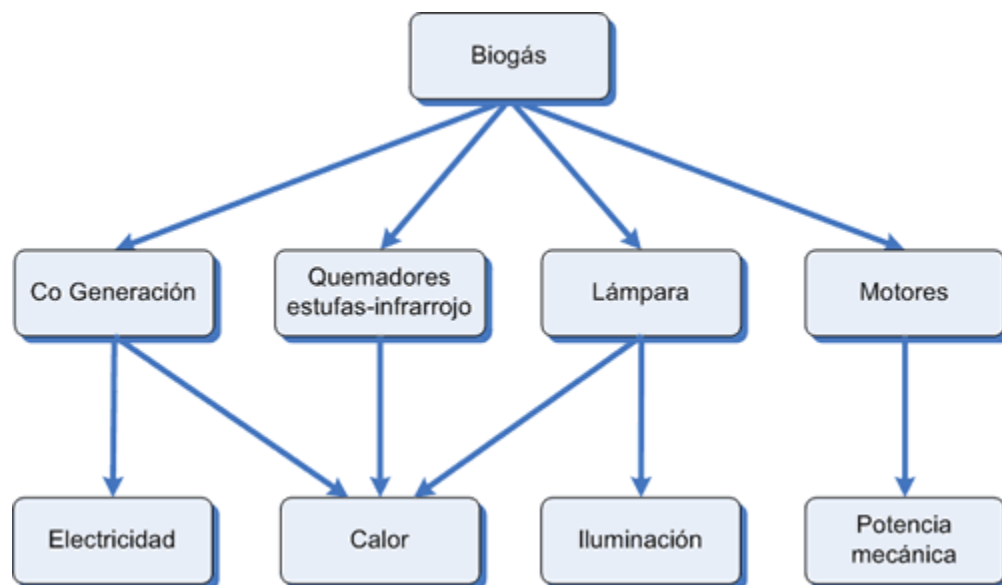 Biogás
Co Generación
Quemadores
estufas-infrarrojo
Lámpara
Motores
Electricidad
Calor
Iluminación
Potencia
mecánica